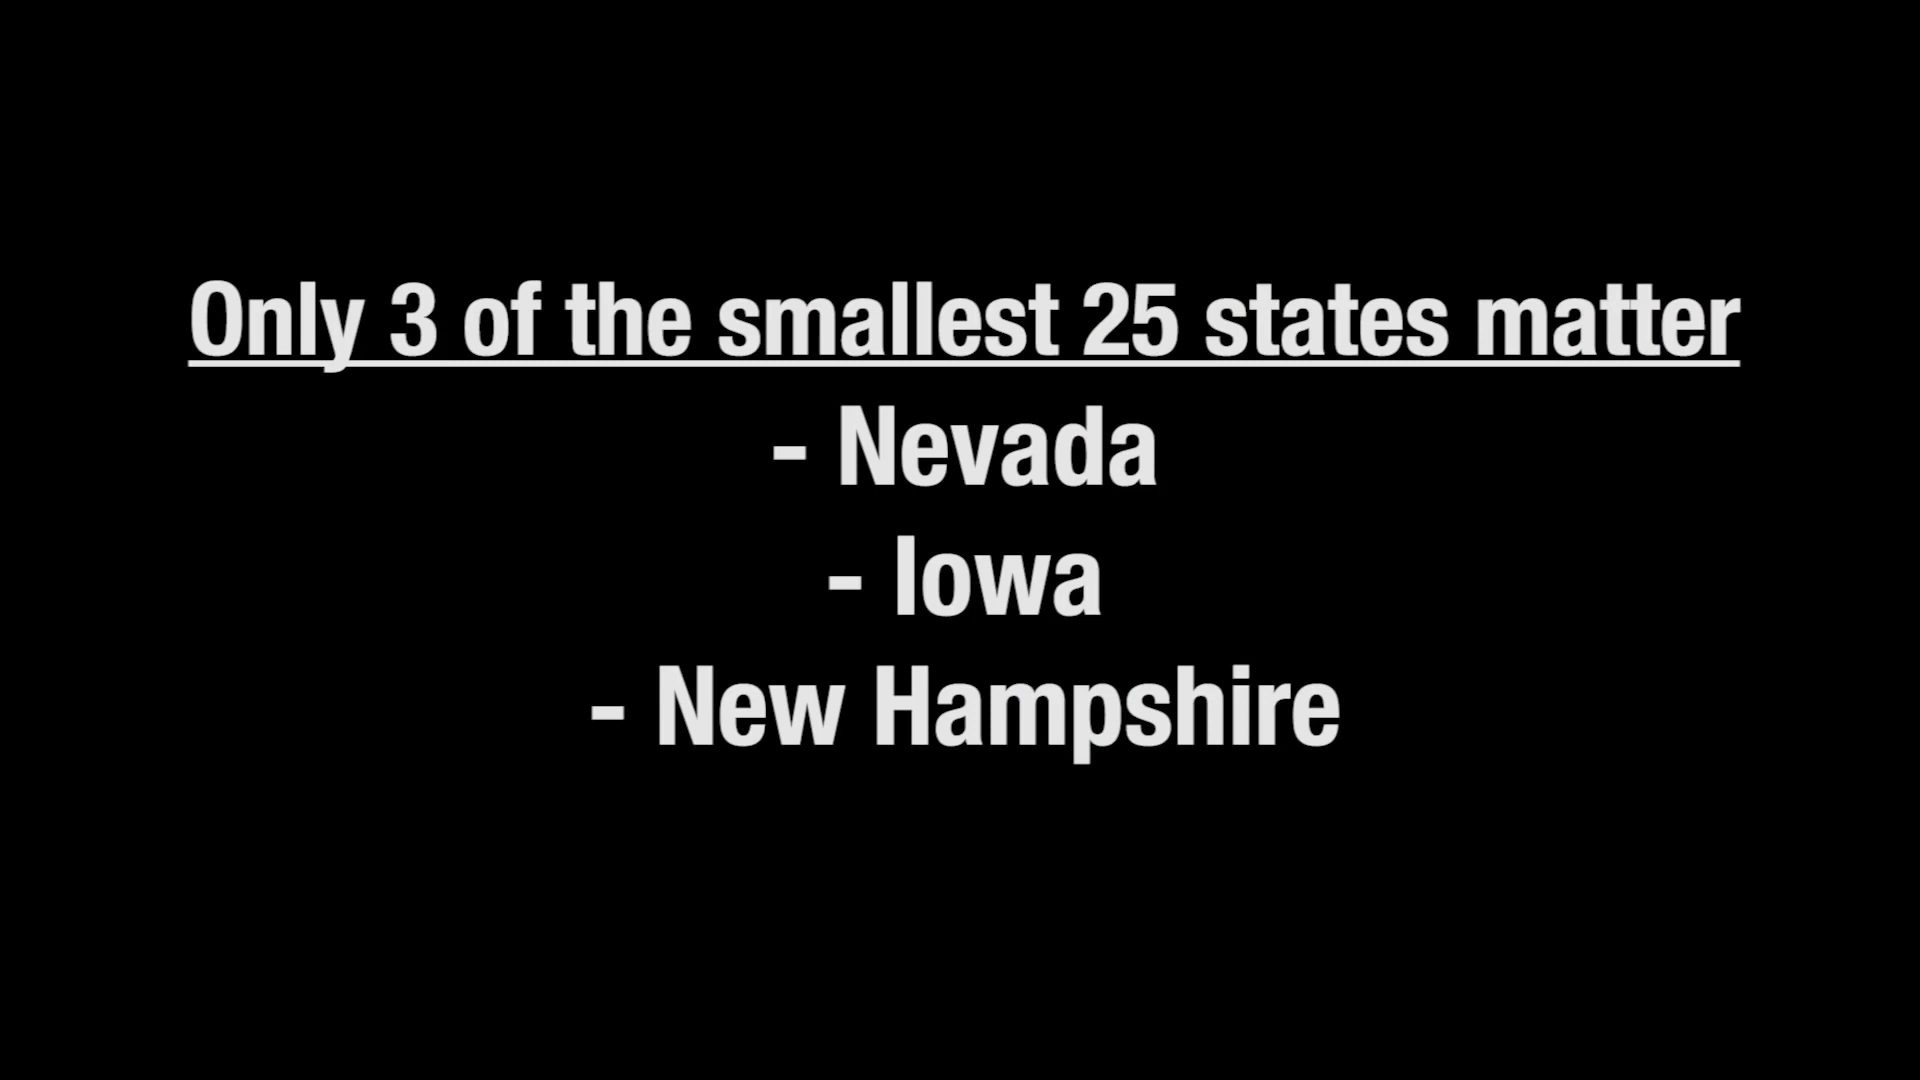 Only 3 of the smallest 25 states matter
- Nevada
- Iowa
- New Hampshire